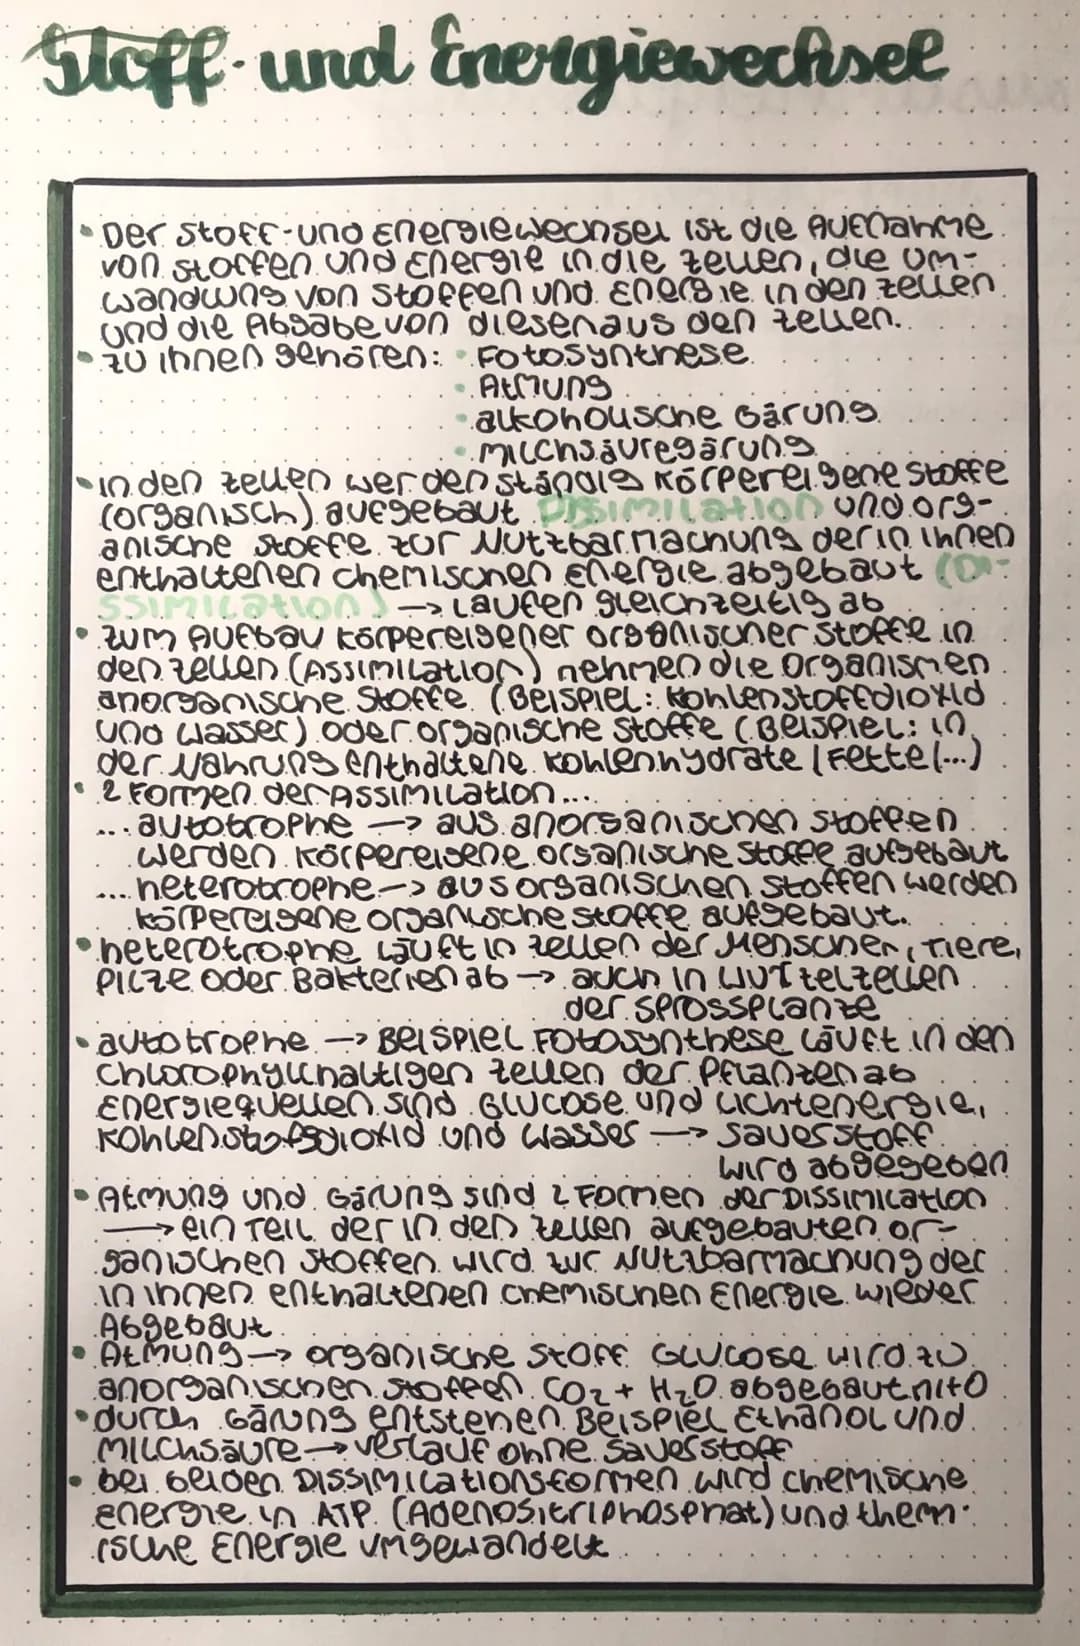 Stoff- und Energiewechsel
• Der Stoff-und Energiewechsel ist die Aufnahme
von Stoffen und Energie in die Zellen, die Um-
wandlung von Stoffen und Energie in den Zellen
und die Abgabe von diesen aus den Zellen.
• zu ihnen gehören: • Fotosynthese
• Atmung
• alkoholische Gärung
• Milchsäuregärung
• in den Zellen werden ständig körpereigene Stoffe
(organisch) aufgebaut Dissimilation und org-
anische Stoffe zur Nutzbarmachung der in ihnen
enthaltenen chemischen Energie abgebaut (Di-
ssimilation) → laufen gleichzeitig ab
• zum Aufbau körpereigener organischer Stoffe in
den Zellen (Assimilation) nehmen die Organismen
anorganische Stoffe (Beispiel: Kohlenstoffdioxid
und Wasser) oder organische Stoffe (Beispiel: in
der Nahrung enthaltene Kohlenhydrate / Fette /...)
• 2 Formen der Assimilation...
... autotrophe → aus anorganischen Stoffen
werden körpereigene organische Stoffe aufgebaut
... heterotrophe → aus organischen Stoffen werden
körpereigene organische Stoffe aufgebaut.
• heterotrophe läuft in Zellen der Menschen, Tiere,
Pilze oder Bakterien ab → auch in Wurzelzellen
der Sprossplanze
• autotrophe → Beispiel Fotosynthese läuft in den
chlorophyllhaltigen Zellen der Pflanzen ab
Energiequellen sind Glucose und Lichtenergie,
Kohlenstoffdioxid und Wasser → Sauerstoff
wird abgegeben
• Atmung und Gärung sind 2 Formen der Dissimilation
→ ein Teil der in den Zellen aufgebauten or-
ganischen Stoffen wird zur Nutzbarmachung der
in ihnen enthaltenen chemischen Energie wieder
Abgebaut
• Atmung → organische Stoff Glucose wird zu
anorganischen Stoffen CO2 + H2O abgebaut
• durch Gärung entstehen Beispiel Ethanol und
Milchsäure → Verlauf ohne Sauerstoff
• bei beiden Dissimilationsformen wird chemische
Energie in ATP (Adenositriphosphat) und therm-
ische Energie umgewandelt